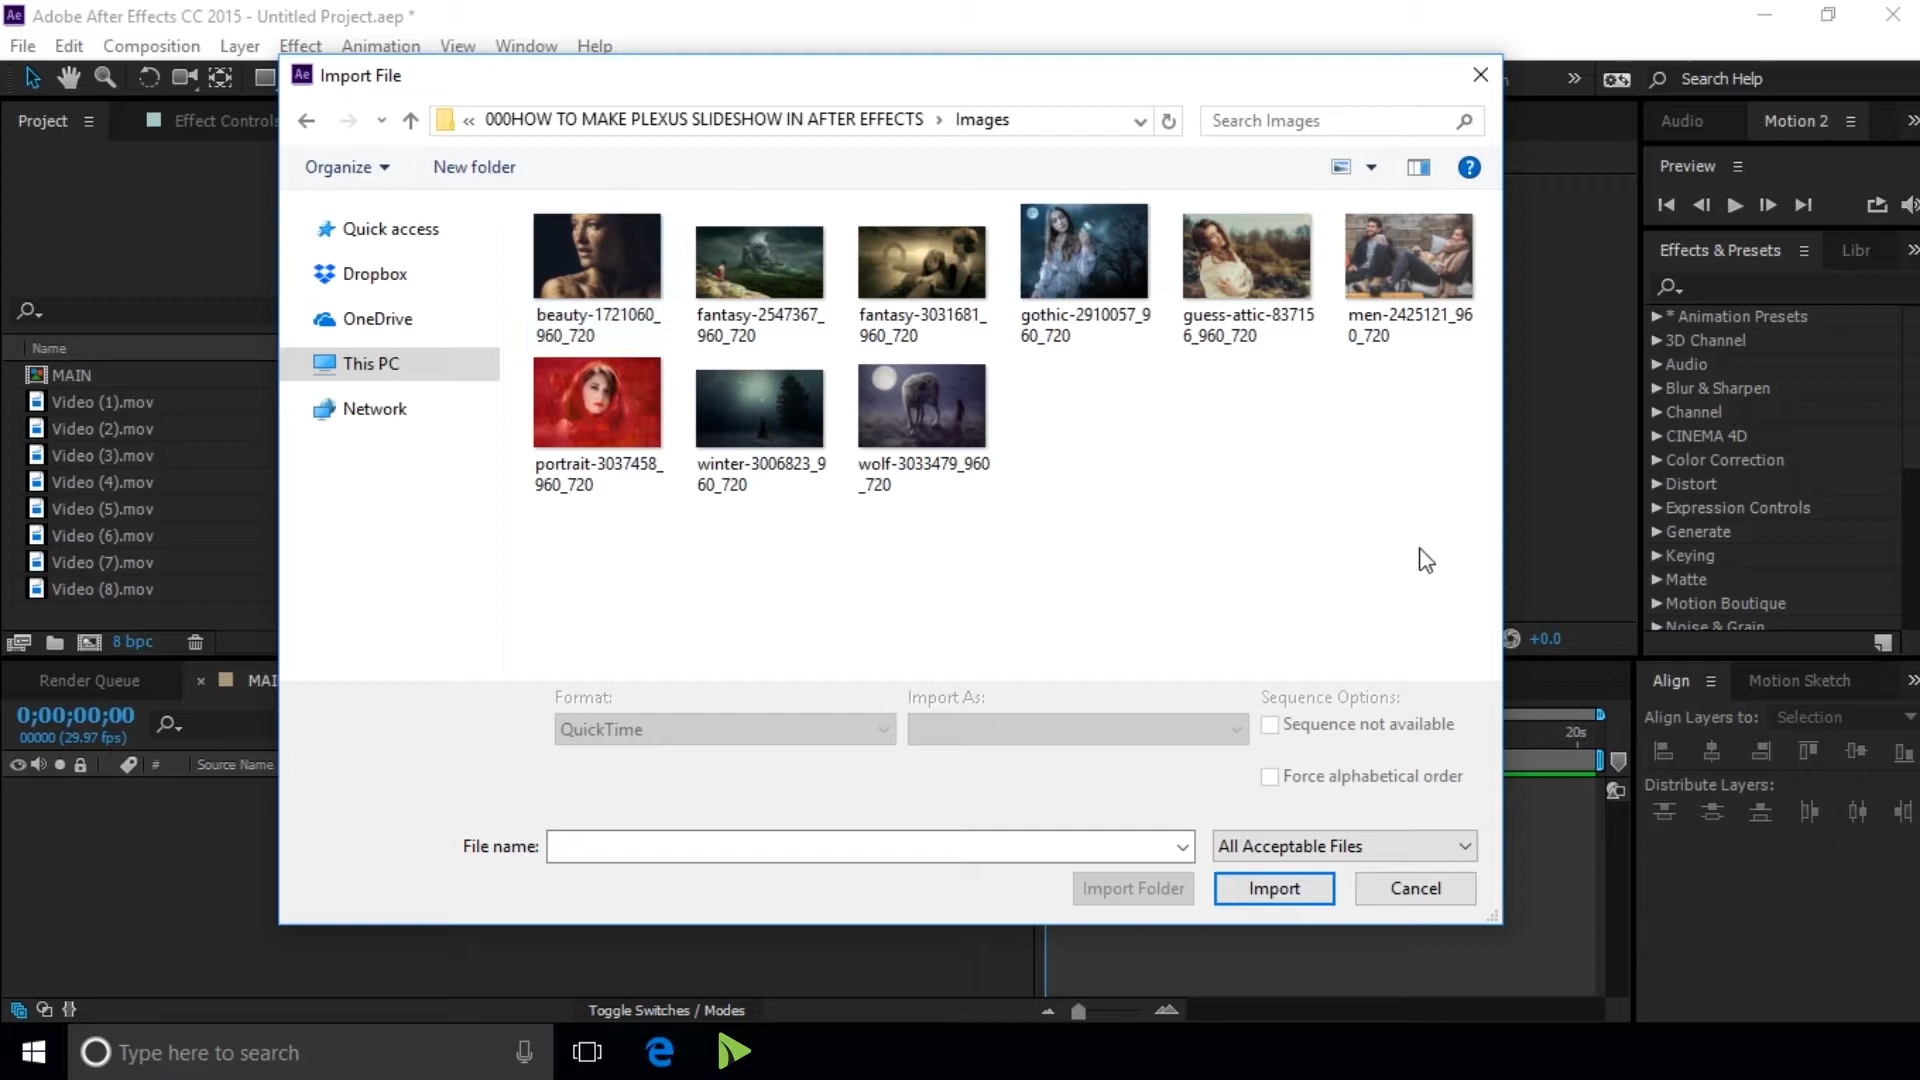 Ae Adobe After Effects CC 2015 - Untitled Project.aep *
File Edit Composition Layer Effect Animation View Window Help
Search Help
Ae Import File
« 000HOW TO MAKE PLEXUS SLIDESHOW IN AFTER EFFECTS > Images
Search Images
Organize
New folder
Quick access
Dropbox
OneDrive
This PC
Network
beauty-1721060_
960_720
fantasy-2547367_
960_720
fantasy-3031681_
960_720
gothic-2910057_9
60_720
guess-attic-83715
6_960_720
men-2425121_96
0_720
portrait-3037458_
960_720
winter-3006823_9
60_720
wolf-3033479_960
_720
Format:
QuickTime
Import As:
Sequence Options:
Sequence not available
Force alphabetical order
File name:
All Acceptable Files
Import Folder
Import
Cancel
Project
Effect Controls
Name
MAIN
Video (1).mov
Video (2).mov
Video (3).mov
Video (4).mov
Video (5).mov
Video (6).mov
Video (7).mov
Video (8).mov
8 bpc
Render Queue
MAI
0;00;00;00
00000 (29.97 fps)
#
Source Name
Toggle Switches / Modes
+0.0
20s
Audio
Motion 2
Preview
Effects & Presets
Libr
* Animation Presets
3D Channel
Audio
Blur & Sharpen
Channel
CINEMA 4D
Color Correction
Distort
Expression Controls
Generate
Keying
Matte
Motion Boutique
Noise & Grain
Align
Motion Sketch
Align Layers to:
Selection
Distribute Layers:
Type here to search